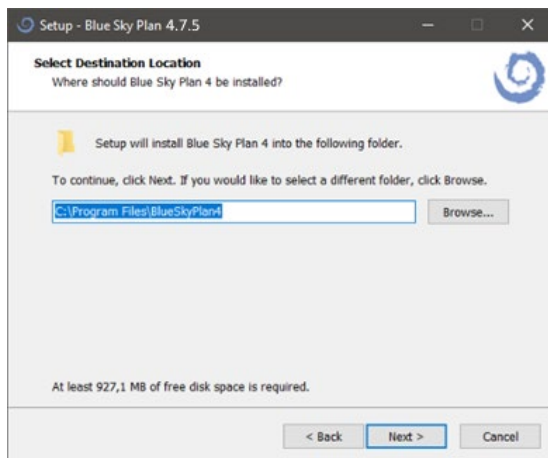 Setup - Blue Sky Plan 4.7.5
Select Destination Location
Where should Blue Sky Plan 4 be installed?
Setup will install Blue Sky Plan 4 into the following folder.
To continue, click Next. If you would like to select a different folder, click Browse.
C:\Program Files\BlueSkyPlan4
Browse...
At least 927,1 MB of free disk space is required.
< Back
Next >
Cancel